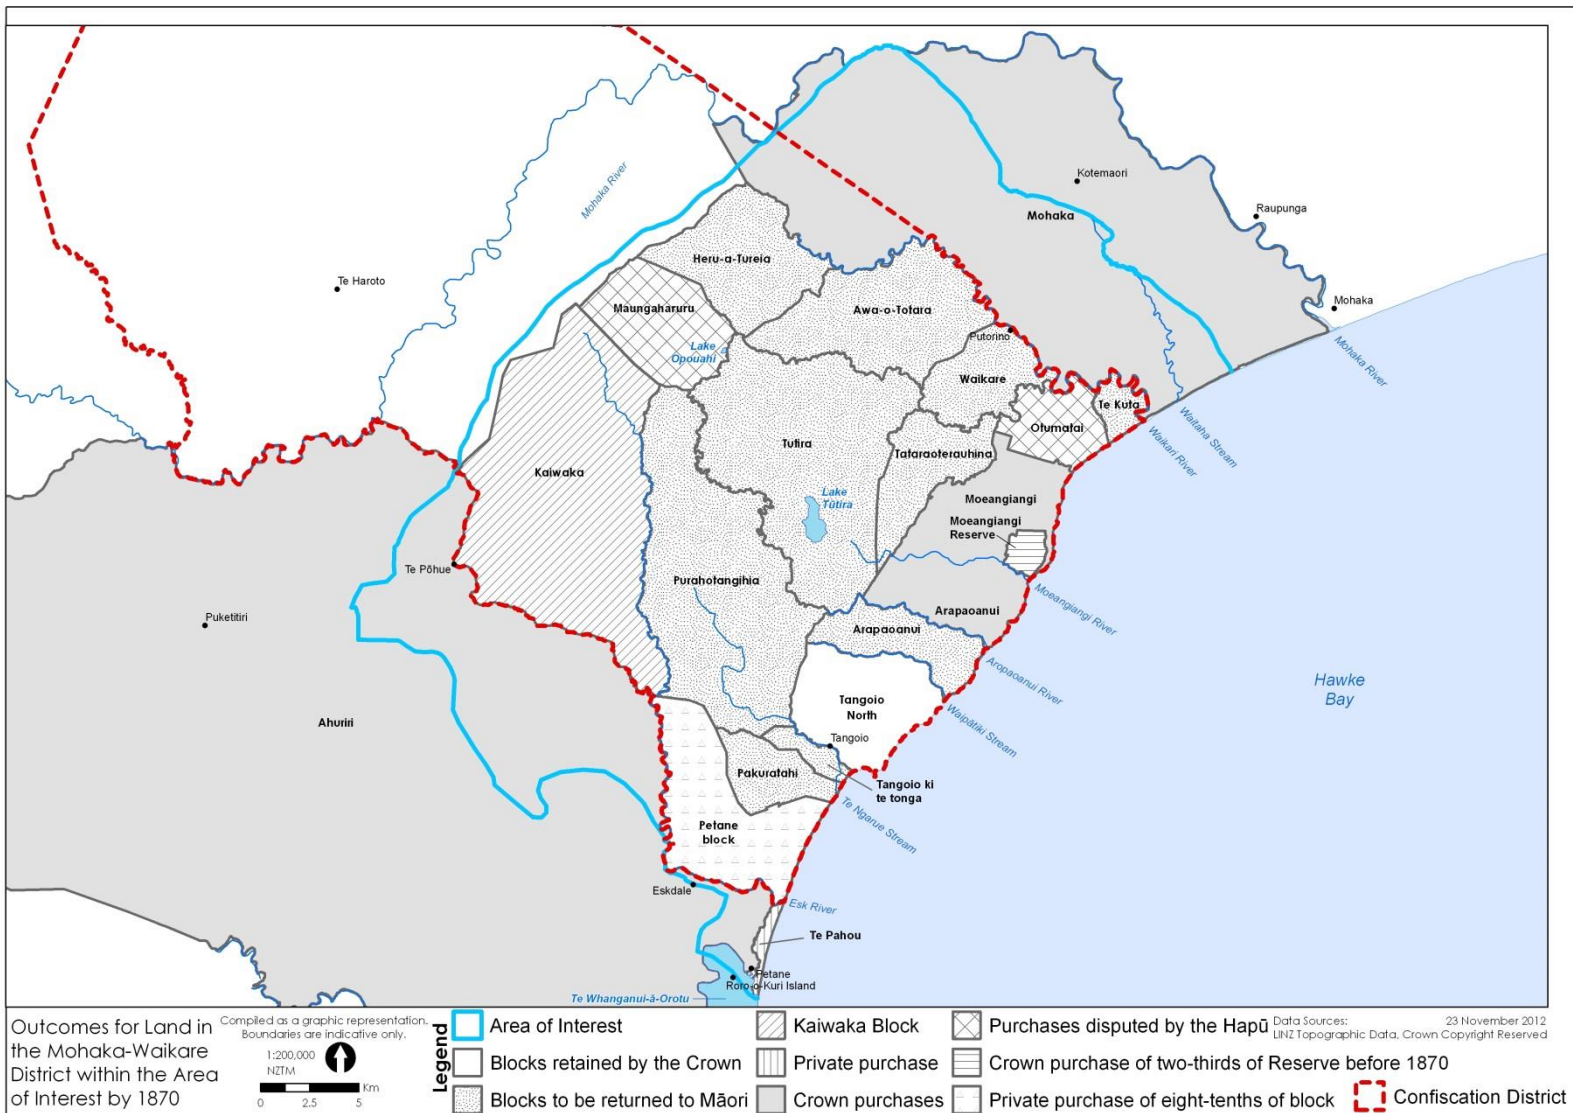 Kotemaori
Mohaka River
Mohaka
Raupunga
Heru-a-Tureia
Te Haroto
Maungaharuru
Awa-o-Totara
Mohaka
Putorino
Lake
Opouahi
Mohaka River
Waikare
Te Kuta
Otumatai
Waitaha Stream
Waikari River
Tutira
Tataraoterauhina
Kaiwaka
Lake
Tūtira
Moeangiangi
Moeangiangi
Reserve
Te Pōhue
Purahotangihia
Moeangiangi River
Puketitiri
Arapaoanui
Arapaoanui
Aropaoanui River
Hawke
Bay
Tangoio
North
Waipātiki Stream
Ahuriri
Tangoio
Pakuratahi
Tangoio ki
te tonga
Te Ngarue Stream
Petane
block
Eskdale
Esk River
Te Pahou
Petane
Roro-o-Kuri Island
Te Whanganui-ā-Orotu
Outcomes for Land in
the Mohaka-Waikare
District within the Area
of Interest by 1870
Compiled as a graphic representation.
Boundaries are indicative only.
1:200,000
NZTM
0 2.5 5 Km
Legend
Area of Interest
Blocks retained by the Crown
Blocks to be returned to Māori
Kaiwaka Block
Private purchase
Crown purchases
Purchases disputed by the Hapū
Crown purchase of two-thirds of Reserve before 1870
Private purchase of eight-tenths of block
Confiscation District
Data Sources: 23 November 2012
LINZ Topographic Data, Crown Copyright Reserved